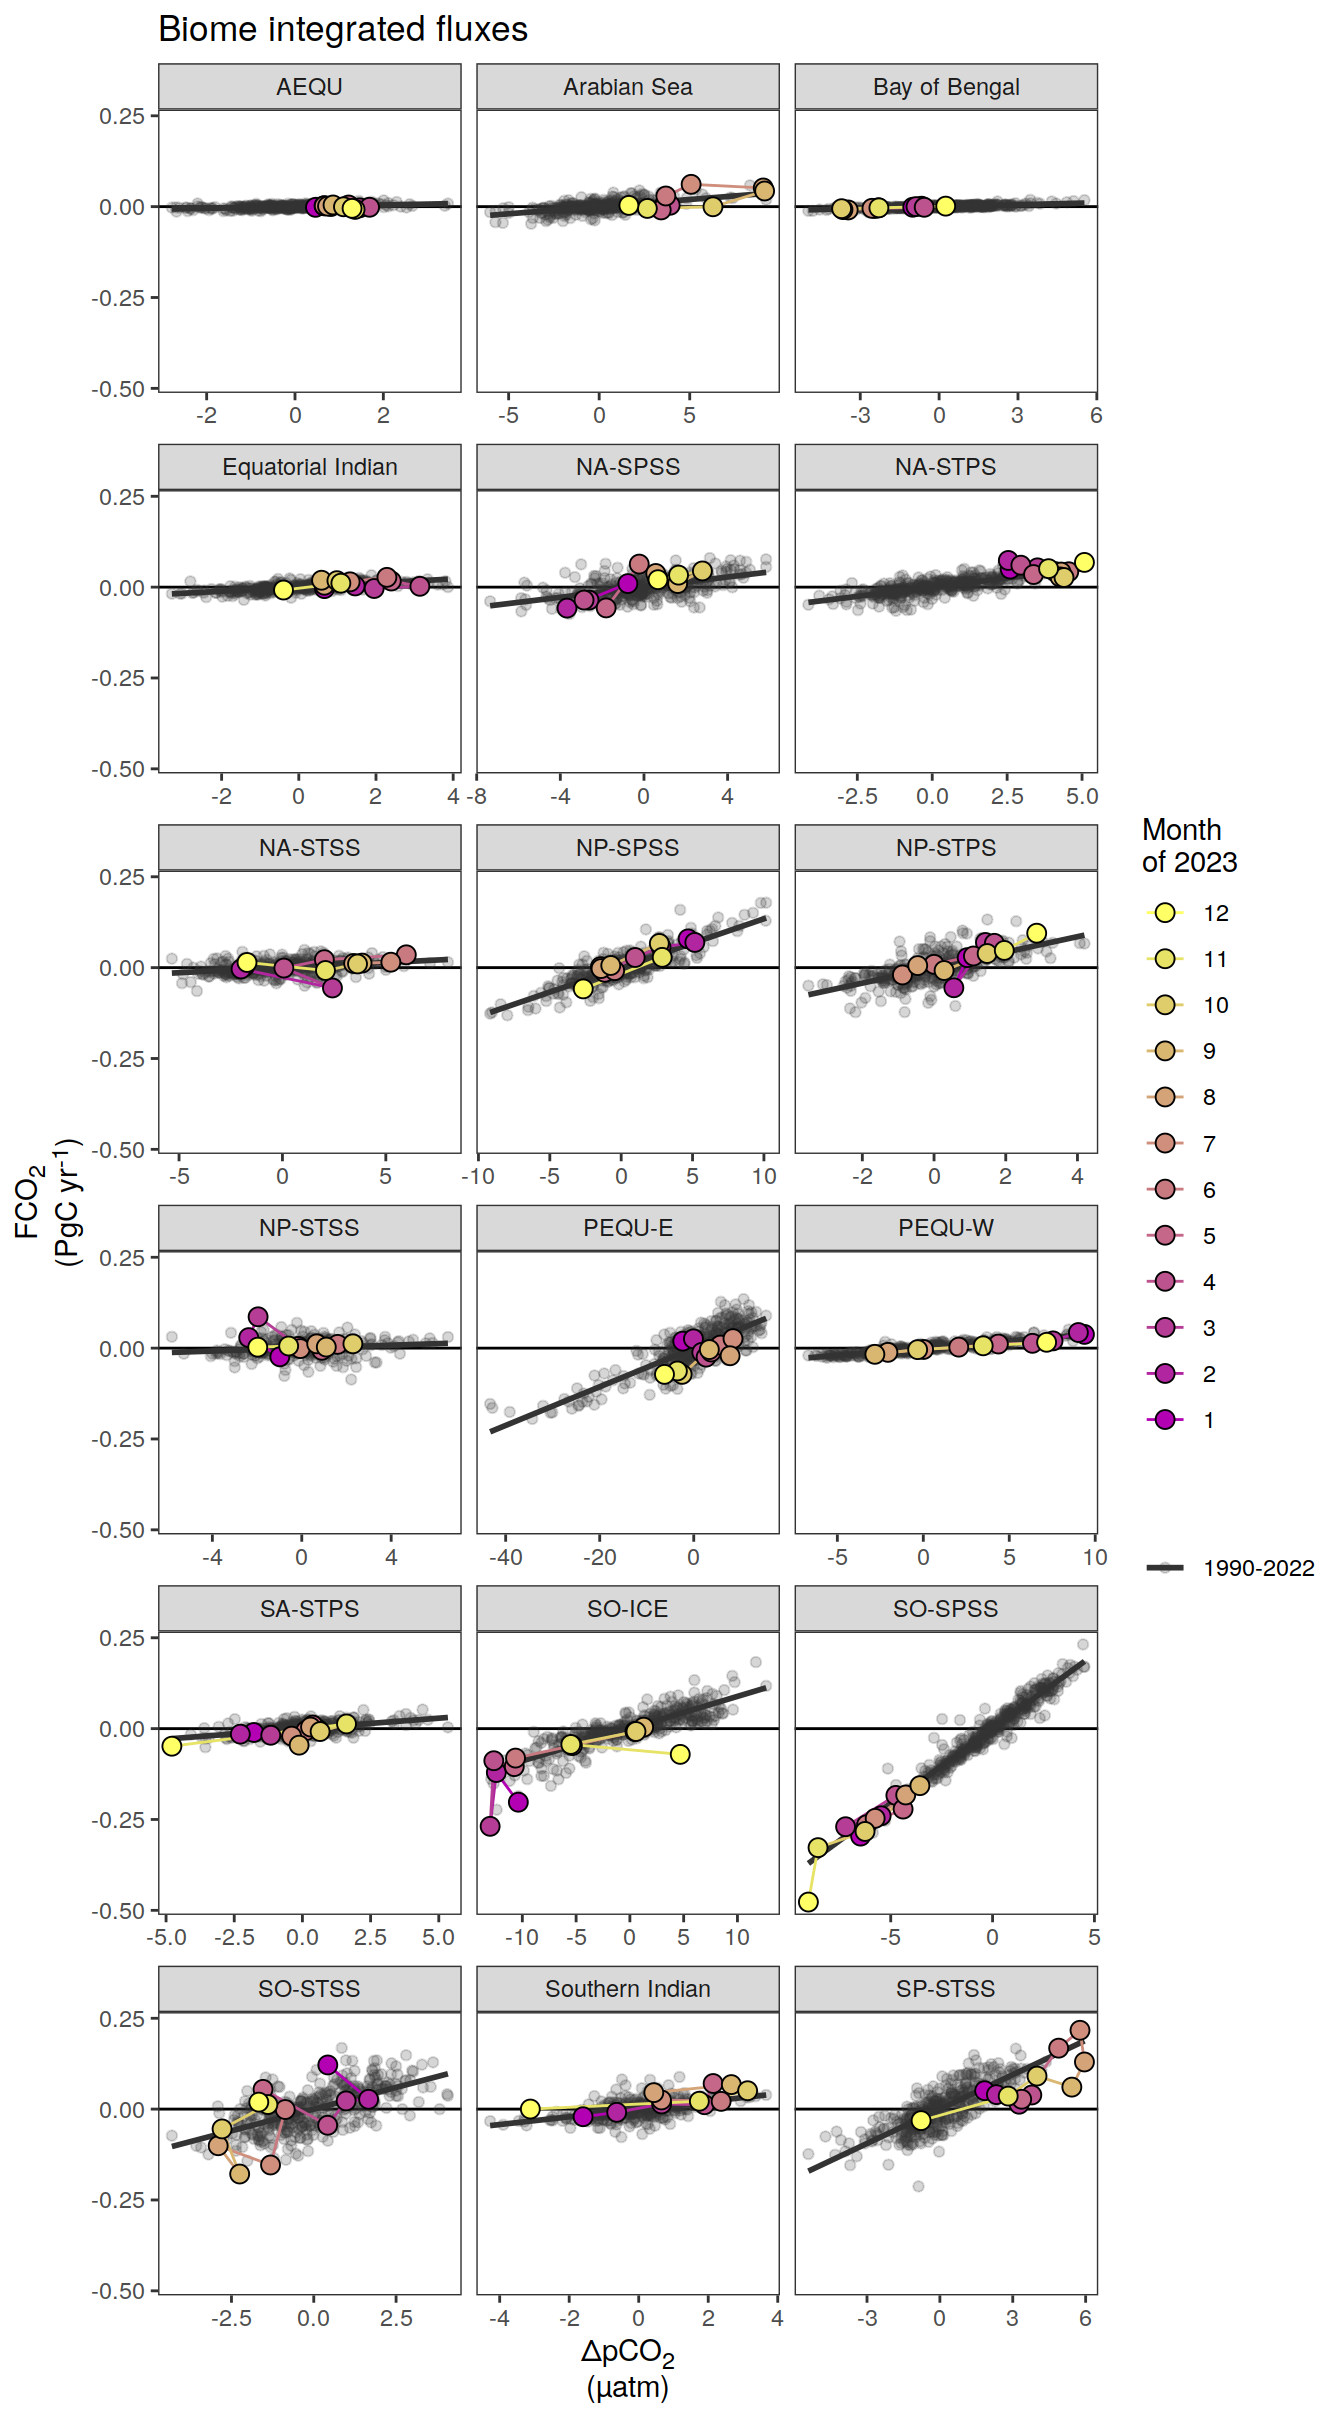 Biome integrated fluxes
AEQU Arabian Sea Bay of Bengal
0.25
0.00
-0.25
-0.50
-2 0 2 -5 0 5 -3 0 3 6
Equatorial Indian NA-SPSS NA-STPS
0.25
0.00
-0.25
-0.50
-2 0 2 4 -8 -4 0 4 -2.5 0.0 2.5 5.0
NA-STSS NP-SPSS NP-STPS
0.25
0.00
-0.25
-0.50
-5 0 5 -10 -5 0 5 10 -2 0 2 4
NP-STSS PEQU-E PEQU-W
0.25
0.00
-0.25
-0.50
-4 0 4 -40 -20 0 -5 0 5 10
SA-STPS SO-ICE SO-SPSS
0.25
0.00
-0.25
-0.50
-5.0 -2.5 0.0 2.5 5.0 -10 -5 0 5 10 -5 0 5
SO-STSS Southern Indian SP-STSS
0.25
0.00
-0.25
-0.50
-2.5 0.0 2.5 -4 -2 0 2 4 -3 0 3 6
ΔpCO₂
(µatm)
FCO₂
(PgC yr⁻¹)
Month
of 2023
12
11
10
9
8
7
6
5
4
3
2
1
1990-2022